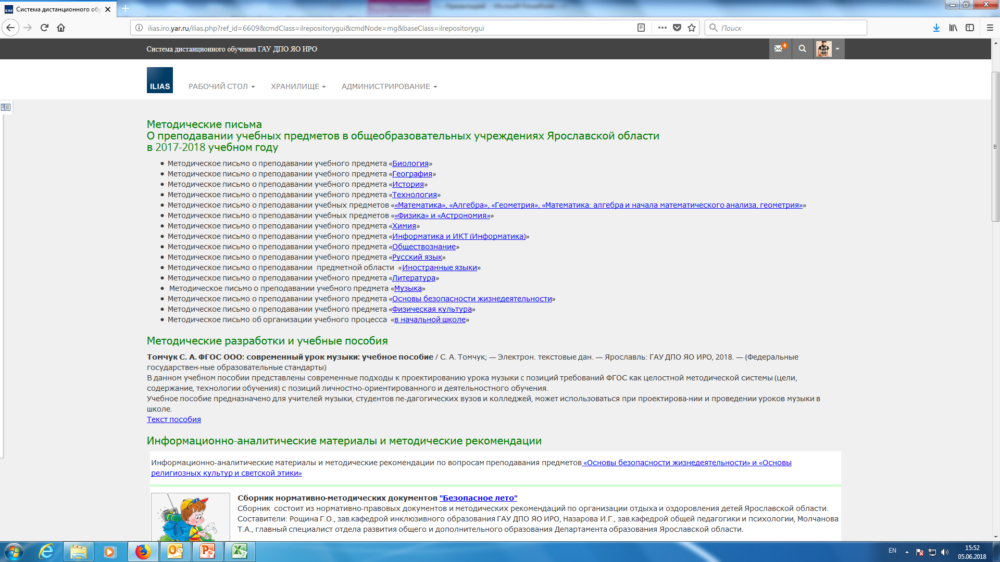 Система дистанционного обу
ilias.iro.yar.ru/ilias.php?ref_id=6609&cmdClass=ilrepositorygui&cmdNode=mg&baseClass=ilrepositorygui
Поиск
Система дистанционного обучения ГАУ ДПО ЯО ИРО
4
ILIAS
РАБОЧИЙ СТОЛ
ХРАНИЛИЩЕ
АДМИНИСТРИРОВАНИЕ
Методические письма
О преподавании учебных предметов в общеобразовательных учреждениях Ярославской области
в 2017-2018 учебном году
Методическое письмо о преподавании учебного предмета «Биология»
Методическое письмо о преподавании учебного предмета «География»
Методическое письмо о преподавании учебного предмета «История»
Методическое письмо о преподавании учебного предмета «Технология»
Методическое письмо о преподавании учебных предметов ««Математика», «Алгебра», «Геометрия», «Математика: алгебра и начала математического анализа, геометрия»»
Методическое письмо о преподавании учебных предметов ««Физика» и «Астрономия»»
Методическое письмо о преподавании учебного предмета «Химия»
Методическое письмо о преподавании учебного предмета «Информатика и ИКТ (Информатика)»
Методическое письмо о преподавании учебного предмета «Обществознание»
Методическое письмо о преподавании учебного предмета «Русский язык»
Методическое письмо о преподавании предметной области «Иностранные языки»
Методическое письмо о преподавании учебного предмета «Литература»
Методическое письмо о преподавании учебного предмета «Музыка»
Методическое письмо о преподавании учебного предмета «Основы безопасности жизнедеятельности»
Методическое письмо о преподавании учебного предмета «Физическая культура»
Методическое письмо об организации учебного процесса «в начальной школе»
Методические разработки и учебные пособия
Томчук С. А. ФГОС ООО: современный урок музыки: учебное пособие / С. А. Томчук; — Электрон. текстовые дан. — Ярославль: ГАУ ДПО ЯО ИРО, 2018. — (Федеральные
государствен-ные образовательные стандарты)
В данном учебном пособии представлены современные подходы к проектированию урока музыки с позиций требований ФГОС как целостной методической системы (цели,
содержание, технологии обучения) с позиций личностно-ориентированного и деятельностного обучения.
Учебное пособие предназначено для учителей музыки, студентов пе-дагогических вузов и колледжей, может использоваться при проектирова-нии и проведении уроков музыки в
школе.
Текст пособия
Информационно-аналитические материалы и методические рекомендации
Информационно-аналитические материалы и методические рекомендации по вопросам преподавания предметов «Основы безопасности жизнедеятельности» и «Основы
религиозных культур и светской этики»
Сборник нормативно-методических документов "Безопасное лето"
Сборник состоит из нормативно-правовых документов и методических рекомендаций по организации отдыха и оздоровления детей Ярославской области.
Составители: Рощина Г.О., зав.кафедрой инклюзивного образования ГАУ ДПО ЯО ИРО, Назарова И.Г., зав.кафедрой общей педагогики и психологии, Молчанова
Т.А., главный специалист отдела развития общего и дополнительного образования Департамента образования Ярославской области.
EN
15:52
05.06.2018